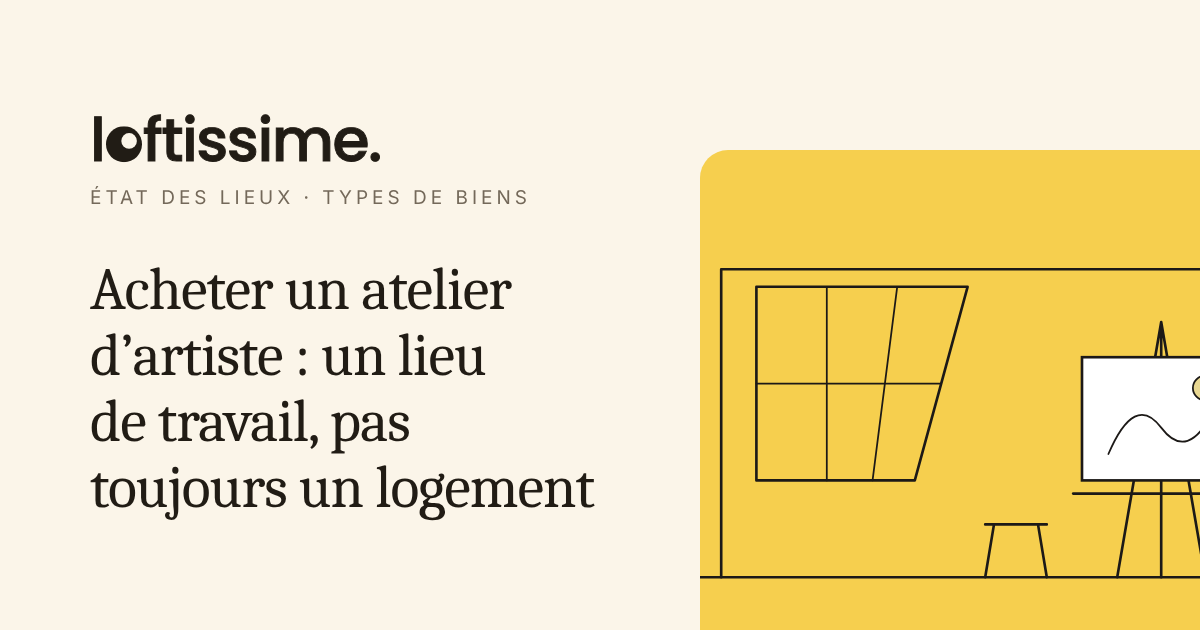 loftissime.
ÉTAT DES LIEUX · TYPES DE BIENS
Acheter un atelier
d’artiste : un lieu
de travail, pas
toujours un logement